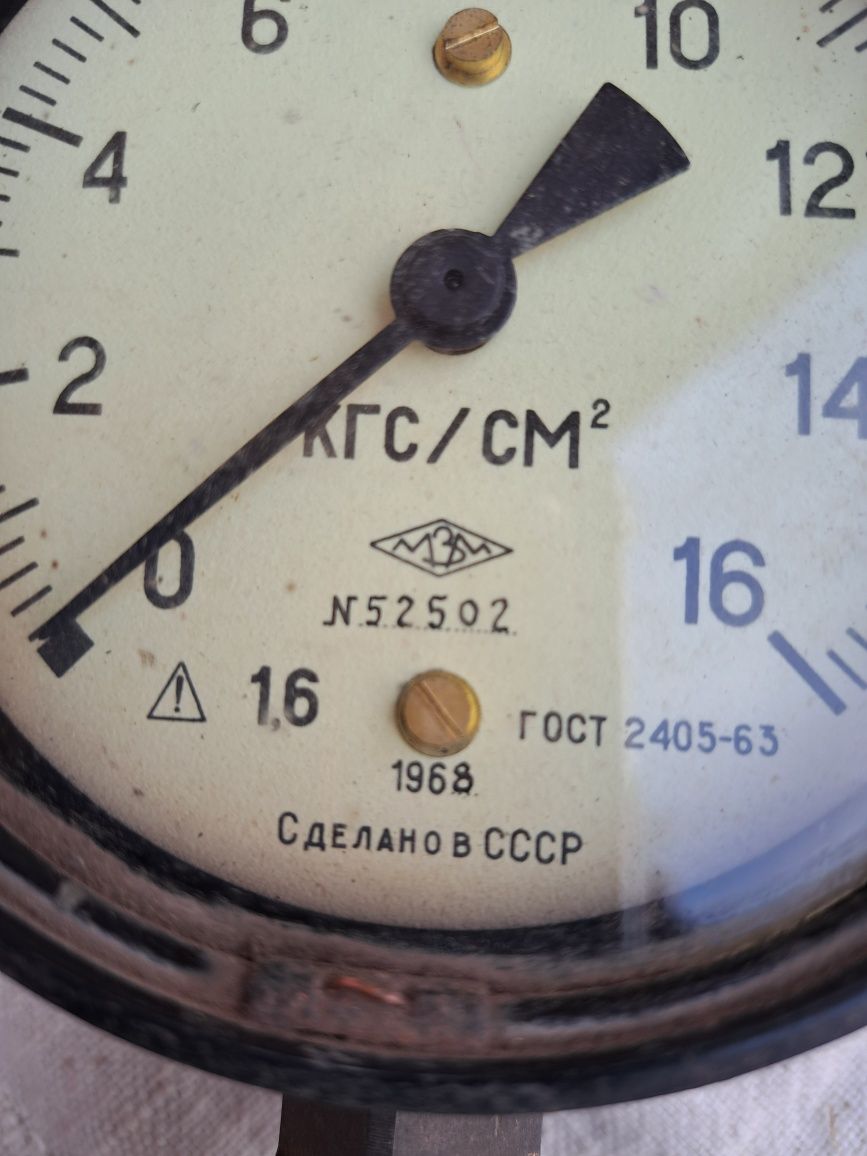 6
10
4
12
2
14
КГС/СМ²
МЗМ
0
16
N52502
1,6
ГОСТ 2405-63
1968
СДЕЛАНО В СССР